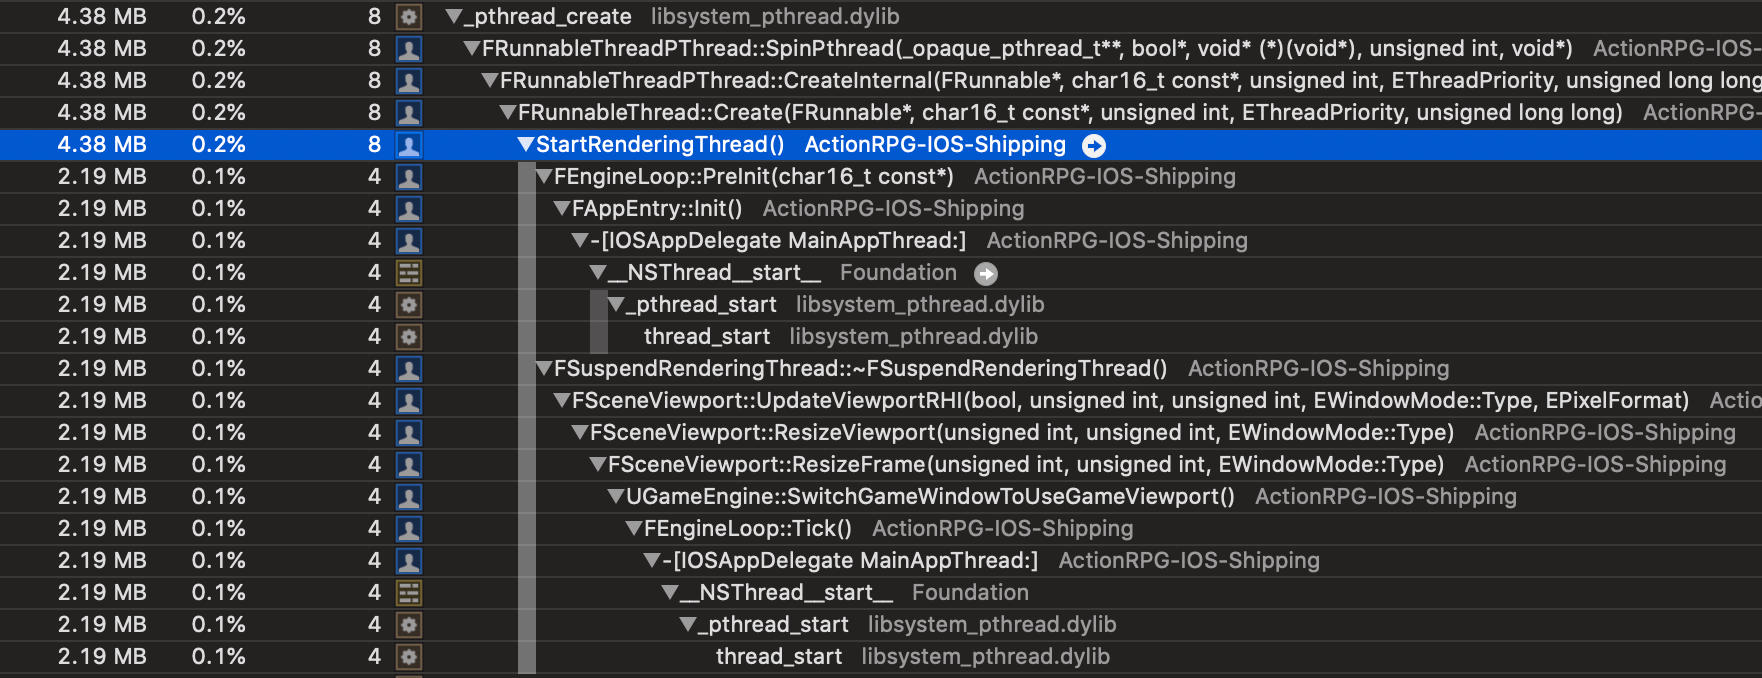 4.38 MB 0.2% 8 _pthread_create libsystem_pthread.dylib
4.38 MB 0.2% 8 FRunnableThreadPThread::SpinPthread(_opaque_pthread_t**, bool*, void* (*)(void*), unsigned int, void*) ActionRPG-IOS-
4.38 MB 0.2% 8 FRunnableThreadPThread::CreateInternal(FRunnable*, char16_t const*, unsigned int, EThreadPriority, unsigned long long
4.38 MB 0.2% 8 FRunnableThread::Create(FRunnable*, char16_t const*, unsigned int, EThreadPriority, unsigned long long) ActionRPG-
4.38 MB 0.2% 8 StartRenderingThread() ActionRPG-IOS-Shipping
2.19 MB 0.1% 4 FEngineLoop::PreInit(char16_t const*) ActionRPG-IOS-Shipping
2.19 MB 0.1% 4 FAppEntry::Init() ActionRPG-IOS-Shipping
2.19 MB 0.1% 4 -[IOSAppDelegate MainAppThread:] ActionRPG-IOS-Shipping
2.19 MB 0.1% 4 __NSThread__start__ Foundation
2.19 MB 0.1% 4 _pthread_start libsystem_pthread.dylib
2.19 MB 0.1% 4 thread_start libsystem_pthread.dylib
2.19 MB 0.1% 4 FSuspendRenderingThread::~FSuspendRenderingThread() ActionRPG-IOS-Shipping
2.19 MB 0.1% 4 FSceneViewport::UpdateViewportRHI(bool, unsigned int, unsigned int, EWindowMode::Type, EPixelFormat) Actio
2.19 MB 0.1% 4 FSceneViewport::ResizeViewport(unsigned int, unsigned int, EWindowMode::Type) ActionRPG-IOS-Shipping
2.19 MB 0.1% 4 FSceneViewport::ResizeFrame(unsigned int, unsigned int, EWindowMode::Type) ActionRPG-IOS-Shipping
2.19 MB 0.1% 4 UGameEngine::SwitchGameWindowToUseGameViewport() ActionRPG-IOS-Shipping
2.19 MB 0.1% 4 FEngineLoop::Tick() ActionRPG-IOS-Shipping
2.19 MB 0.1% 4 -[IOSAppDelegate MainAppThread:] ActionRPG-IOS-Shipping
2.19 MB 0.1% 4 __NSThread__start__ Foundation
2.19 MB 0.1% 4 _pthread_start libsystem_pthread.dylib
2.19 MB 0.1% 4 thread_start libsystem_pthread.dylib